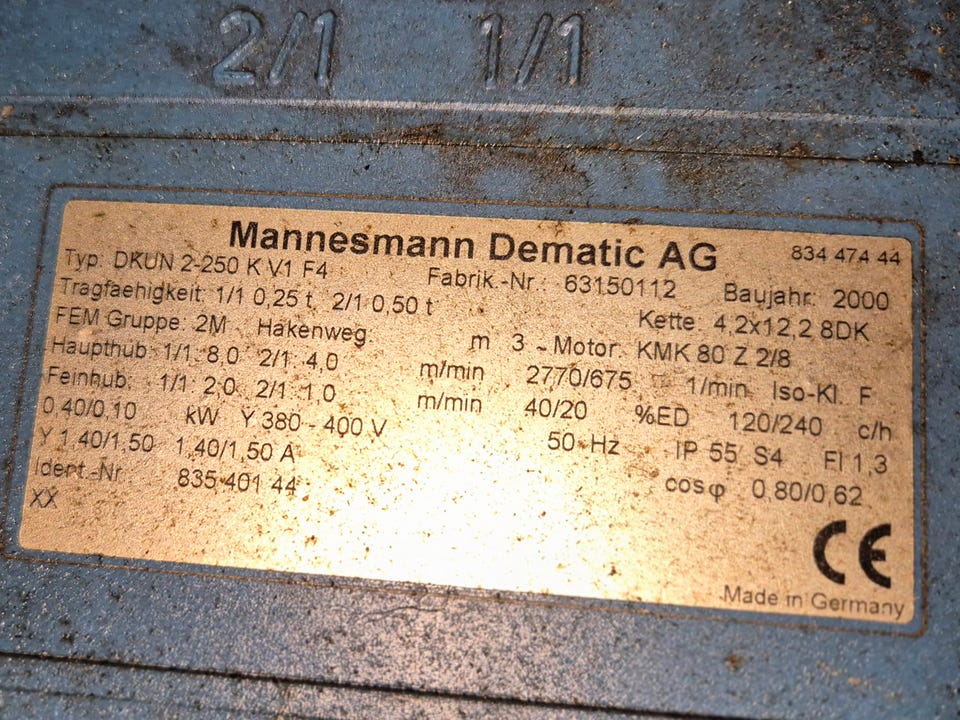 2/1 1/1
Mannesmann Dematic AG 834 474 44
Typ: DKUN 2-250 K V1 F4 Fabrik.-Nr.: 63150112 Baujahr: 2000
Tragfaehigkeit: 1/1 0,25 t, 2/1 0,50 t Kette: 4,2x12,2 8DK
FEM Gruppe: 2M Hakenweg m 3 - Motor: KMK 80 Z 2/8
Haupthub 1/1: 8,0 2/1: 4,0 m/min 2770/675 1/min Iso-Kl. F
Feinhub: 1/1: 2,0 2/1: 1,0 m/min 40/20 %ED 120/240 c/h
0,40/0,10 kW Y 380 - 400 V 50 Hz IP 55 S4 FI 1,3
Y 1,40/1,50 1,40/1,50 A cosφ 0,80/0,62
Ident.-Nr 835 401 44
XX
CE
Made in Germany